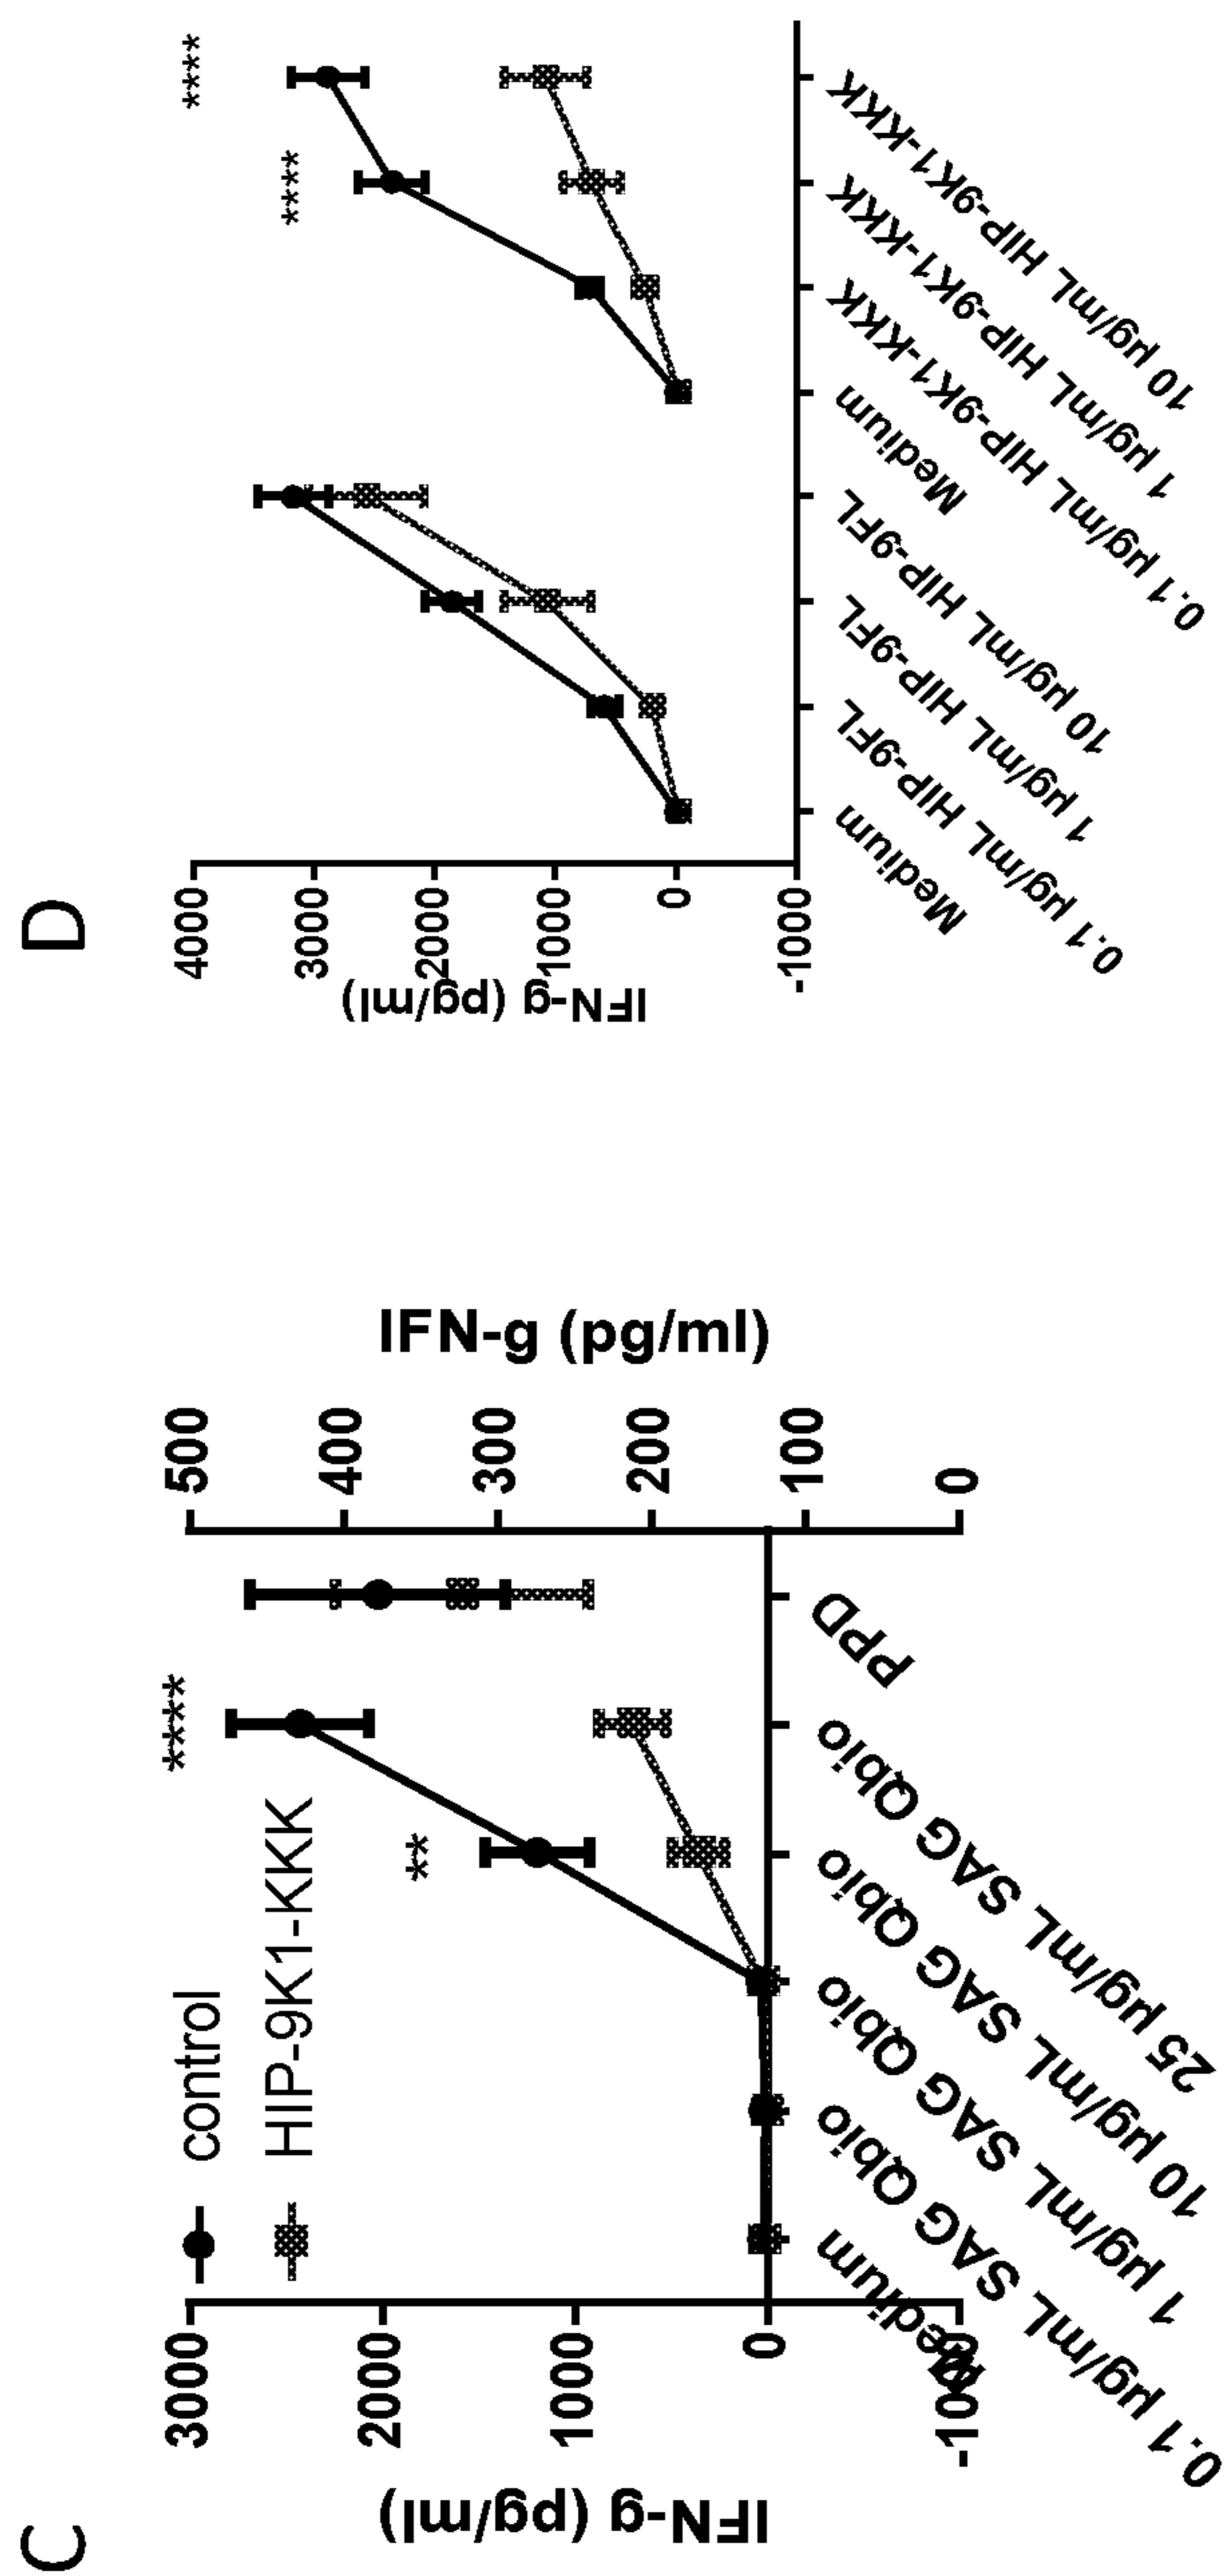 C
IFN-g (pg/ml)
3000
2000
1000
0
-1000
control
HIP-9K1-KKK
**
****
500
400
300
200
100
0
IFN-g (pg/ml)
Medium
0.1 µg/mL SAG Qbio
1 µg/mL SAG Qbio
10 µg/mL SAG Qbio
25 µg/mL SAG Qbio
PPD
D
IFN-g (pg/ml)
4000
3000
2000
1000
0
-1000
****
****
Medium
0.1 µg/mL HIP-9FL
1 µg/mL HIP-9FL
10 µg/mL HIP-9FL
Medium
0.1 µg/mL HIP-9K1-KKK
1 µg/mL HIP-9K1-KKK
10 µg/mL HIP-9K1-KKK